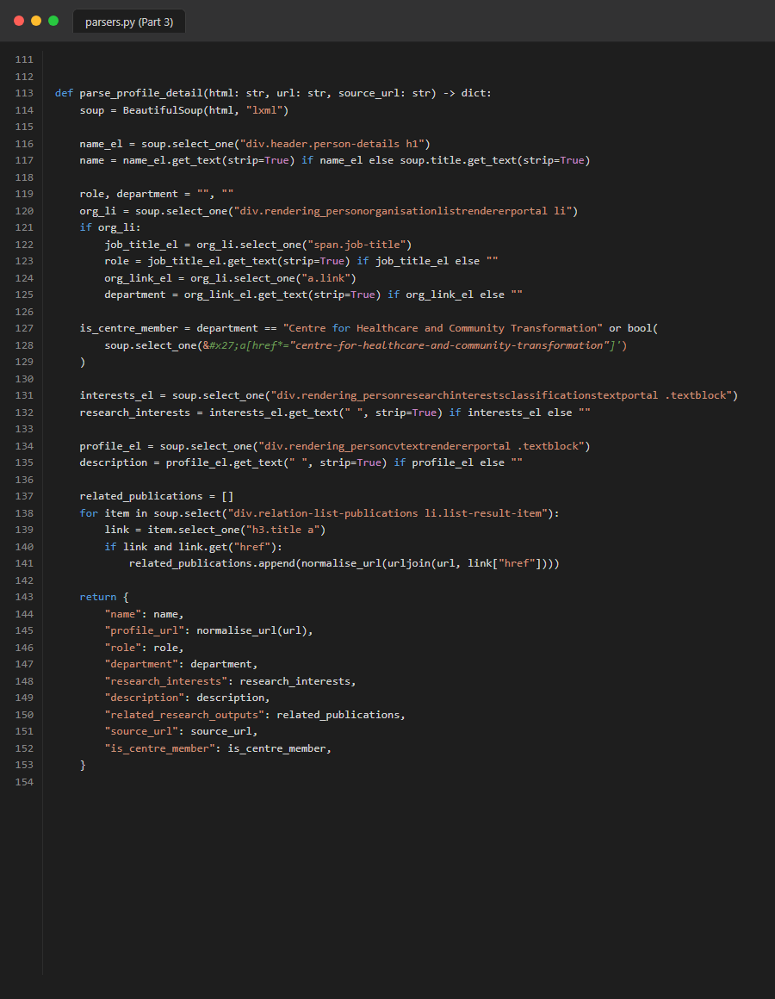 parsers.py (Part 3)
111
112
113 def parse_profile_detail(html: str, url: str, source_url: str) -> dict:
114     soup = BeautifulSoup(html, "lxml")
115
116     name_el = soup.select_one("div.header.person-details h1")
117     name = name_el.get_text(strip=True) if name_el else soup.title.get_text(strip=True)
118
119     role, department = "", ""
120     org_li = soup.select_one("div.rendering_personorganisationlistrendererportal li")
121     if org_li:
122         job_title_el = org_li.select_one("span.job-title")
123         role = job_title_el.get_text(strip=True) if job_title_el else ""
124         org_link_el = org_li.select_one("a.link")
125         department = org_link_el.get_text(strip=True) if org_link_el else ""
126
127     is_centre_member = department == "Centre for Healthcare and Community Transformation" or bool(
128         soup.select_one(&#x27;a[href*="centre-for-healthcare-and-community-transformation"]')
129     )
130
131     interests_el = soup.select_one("div.rendering_personresearchinterestsclassificationstextportal .textblock")
132     research_interests = interests_el.get_text(" ", strip=True) if interests_el else ""
133
134     profile_el = soup.select_one("div.rendering_personcvtextrendererportal .textblock")
135     description = profile_el.get_text(" ", strip=True) if profile_el else ""
136
137     related_publications = []
138     for item in soup.select("div.relation-list-publications li.list-result-item"):
139         link = item.select_one("h3.title a")
140         if link and link.get("href"):
141             related_publications.append(normalise_url(urljoin(url, link["href"])))
142
143     return {
144         "name": name,
145         "profile_url": normalise_url(url),
146         "role": role,
147         "department": department,
148         "research_interests": research_interests,
149         "description": description,
150         "related_research_outputs": related_publications,
151         "source_url": source_url,
152         "is_centre_member": is_centre_member,
153     }
154